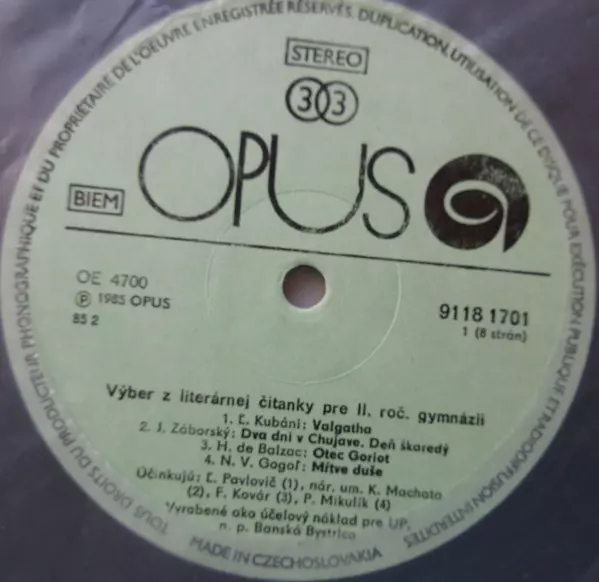 TOUS DROITS DU PRODUCTEUR PHONOGRAPHIQUE ET DU PROPRIÉTAIRE DE L'OEUVRE ENREGISTRÉE RÉSERVÉS. DUPLICATION, UTILISATION DE CE DISQUE POUR EXÉCUTION PUBLIQUE ET RADIODIFFUSION INTERDITES
STEREO
33
OPUS
BIEM
OE 4700
℗ 1985 OPUS
85 2
9118 1701
1 (8 strán)
Výber z literárnej čítanky pre II. roč. gymnázií
1. Ľ. Kubáni: Valgatha
2. J. Záborský: Dva dni v Chujave. Deň škaredý
3. H. de Balzac: Otec Goriot
4. N. V. Gogoľ: Mŕtve duše
Účinkujú: Ľ. Pavlovič (1), nár. um. K. Machata
(2), F. Kovár (3), P. Mikulík (4)
Vyrobené ako účelový náklad pre UP,
n. p. Banská Bystrica
MADE IN CZECHOSLOVAKIA